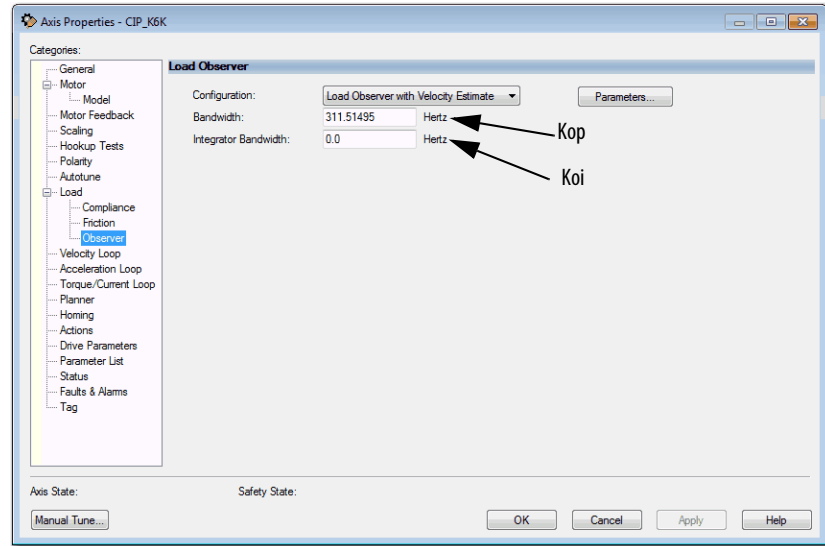 Axis Properties - CIP_K6K
Categories:
General
Motor
Model
Motor Feedback
Scaling
Hookup Tests
Polarity
Autotune
Load
Compliance
Friction
Observer
Velocity Loop
Acceleration Loop
Torque/Current Loop
Planner
Homing
Actions
Drive Parameters
Parameter List
Status
Faults & Alarms
Tag
Load Observer
Configuration: Load Observer with Velocity Estimate Parameters...
Bandwidth: 311.51495 Hertz
Kop
Integrator Bandwidth: 0.0 Hertz
Koi
Axis State: Safety State:
Manual Tune... OK Cancel Apply Help